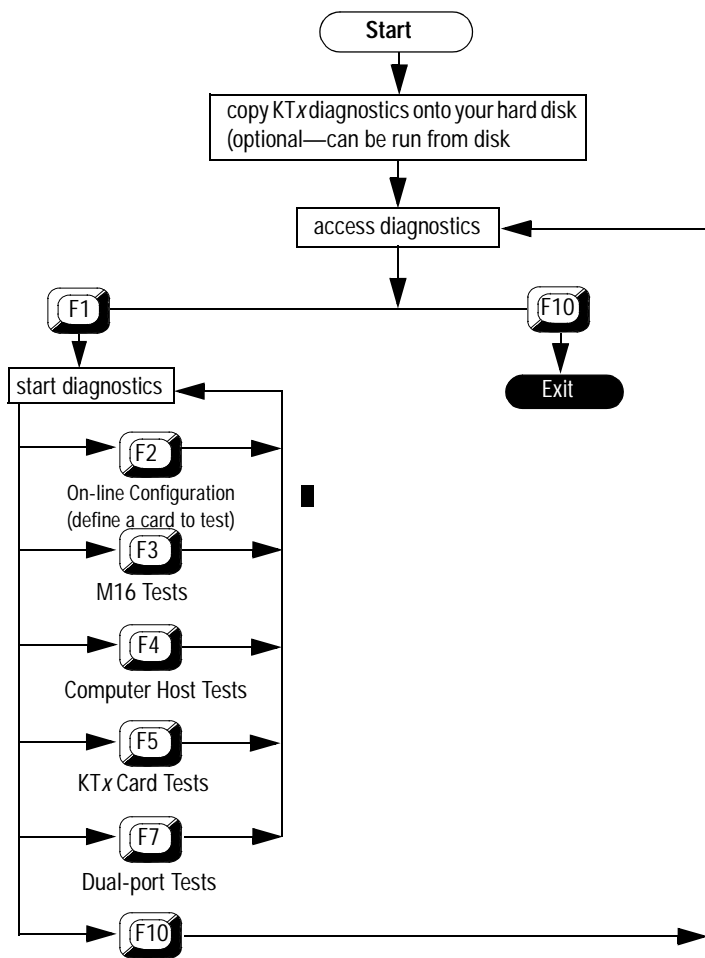 Start
copy KTx diagnostics onto your hard disk
(optional—can be run from disk
access diagnostics
F1
F10
start diagnostics
Exit
F2
On-line Configuration
(define a card to test)
F3
M16 Tests
F4
Computer Host Tests
F5
KTx Card Tests
F7
Dual-port Tests
F10